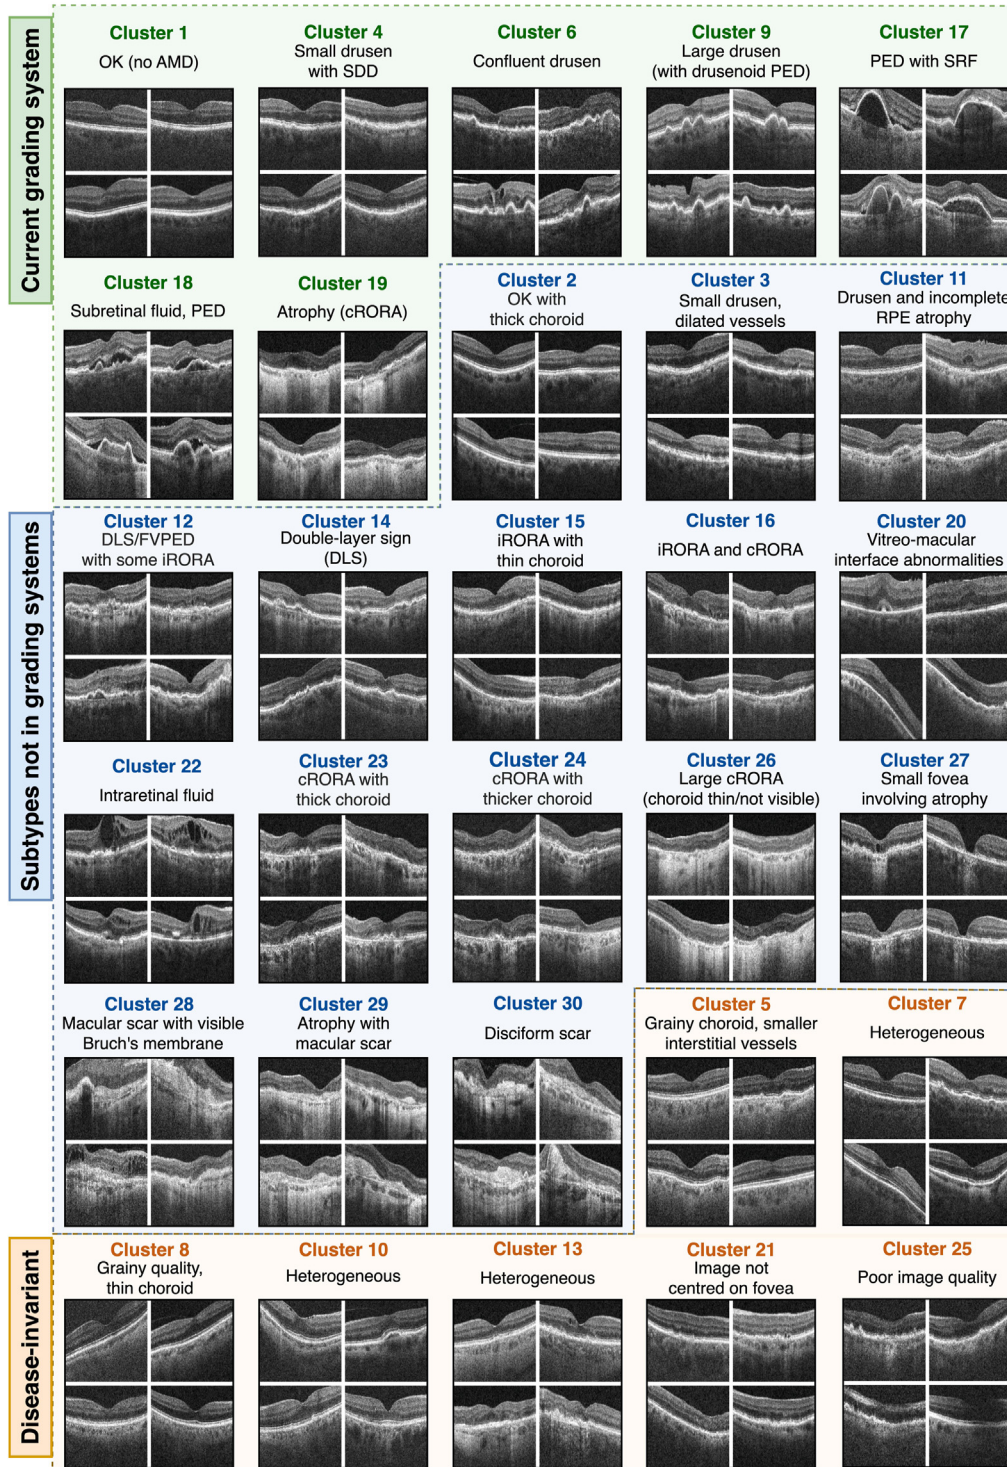 Current grading system
Cluster 1
OK (no AMD)
Cluster 4
Small drusen
with SDD
Cluster 6
Confluent drusen
Cluster 9
Large drusen
(with drusenoid PED)
Cluster 17
PED with SRF
Cluster 18
Subretinal fluid, PED
Cluster 19
Atrophy (cRORA)
Cluster 2
OK with
thick choroid
Cluster 3
Small drusen,
dilated vessels
Cluster 11
Drusen and incomplete
RPE atrophy
Subtypes not in grading systems
Cluster 12
DLS/FVPED
with some iRORA
Cluster 14
Double-layer sign
(DLS)
Cluster 15
iRORA with
thin choroid
Cluster 16
iRORA and cRORA
Cluster 20
Vitreo-macular
interface abnormalities
Cluster 22
Intraretinal fluid
Cluster 23
cRORA with
thick choroid
Cluster 24
cRORA with
thicker choroid
Cluster 26
Large cRORA
(choroid thin/not visible)
Cluster 27
Small fovea
involving atrophy
Cluster 28
Macular scar with visible
Bruch's membrane
Cluster 29
Atrophy with
macular scar
Cluster 30
Disciform scar
Cluster 5
Grainy choroid, smaller
interstitial vessels
Cluster 7
Heterogeneous
Disease-invariant
Cluster 8
Grainy quality,
thin choroid
Cluster 10
Heterogeneous
Cluster 13
Heterogeneous
Cluster 21
Image not
centred on fovea
Cluster 25
Poor image quality